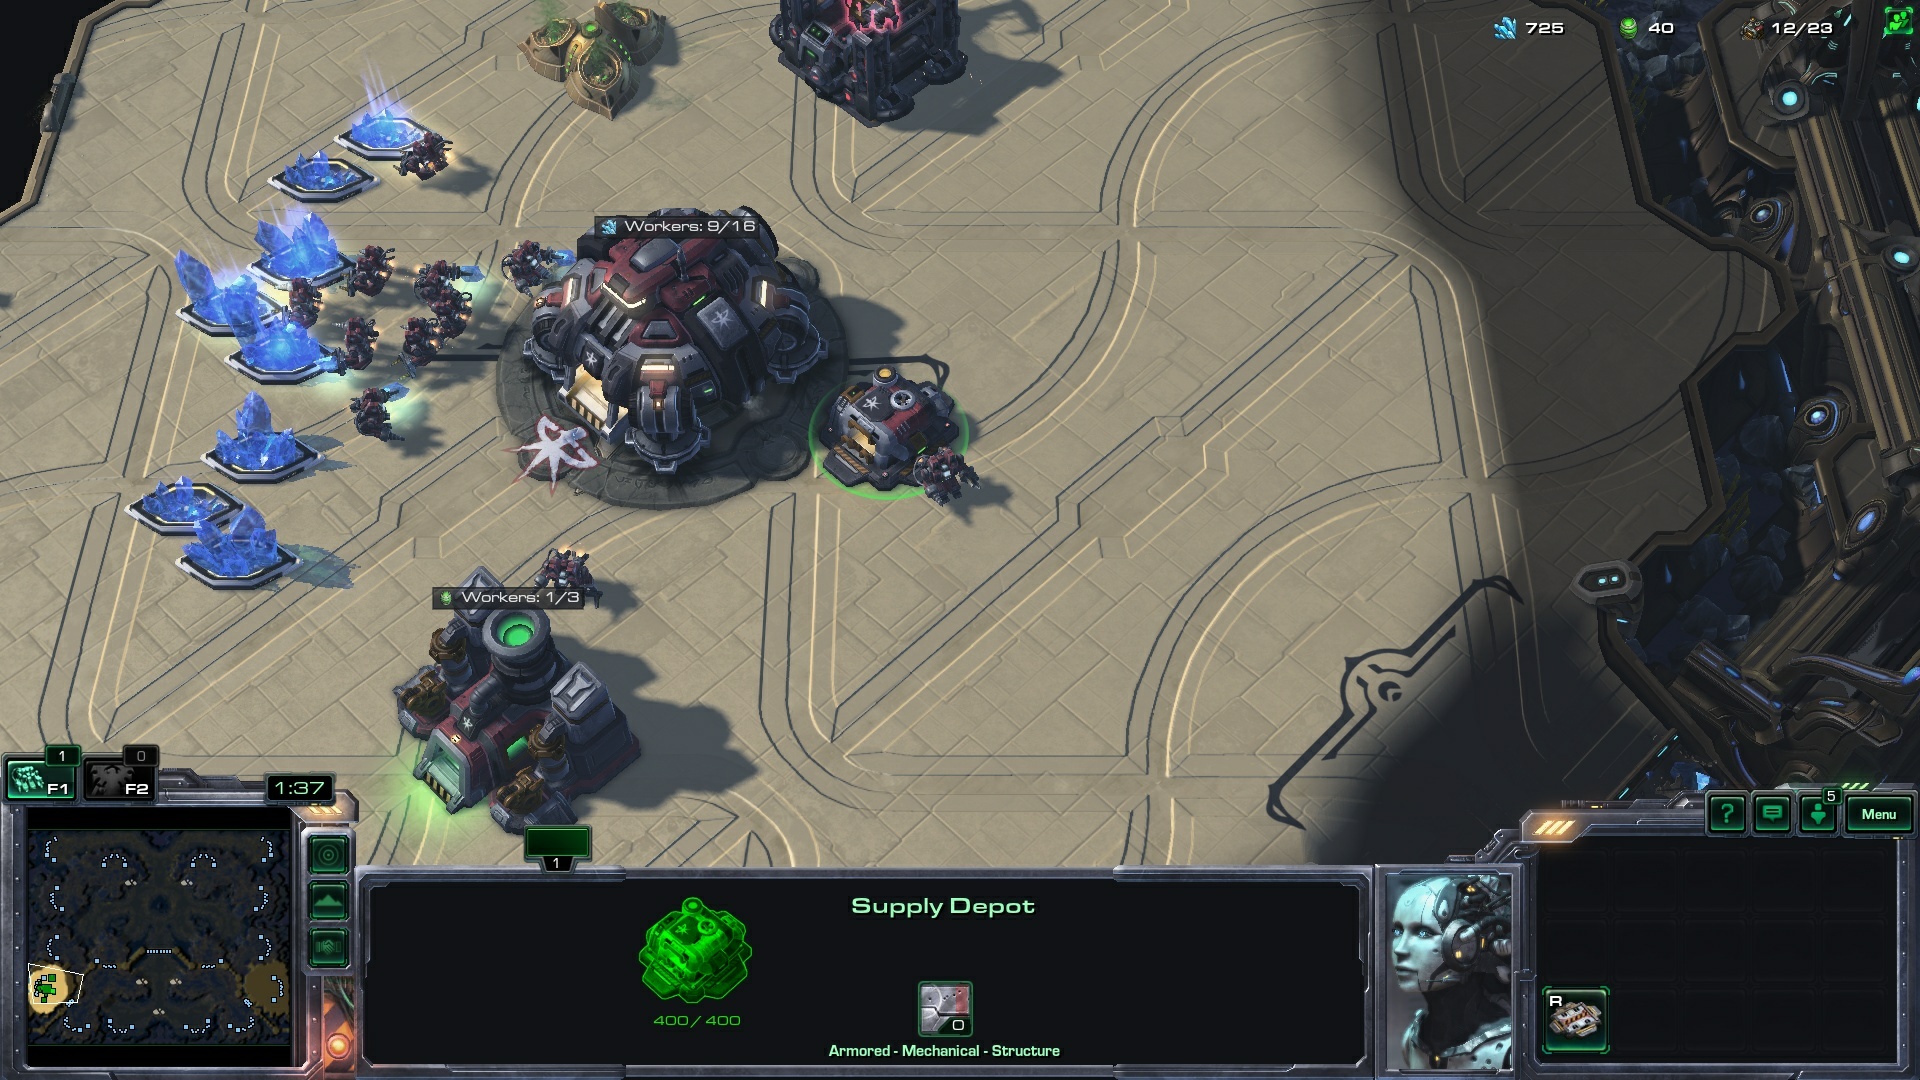 725
40
12/23
Workers: 9/16
Workers: 1/3
1
0
F1
F2
1:37
5
?
Menu
1
Supply Depot
400/400
0
Armored - Mechanical - Structure
R